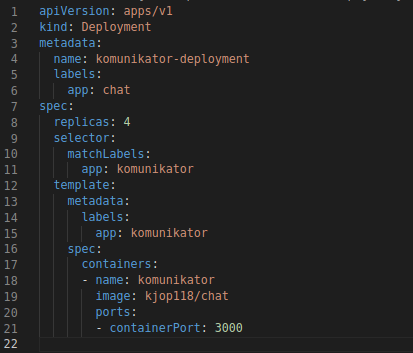 1 apiVersion: apps/v1
2 kind: Deployment
3 metadata:
4   name: komunikator-deployment
5   labels:
6     app: chat
7 spec:
8   replicas: 4
9   selector:
10     matchLabels:
11       app: komunikator
12   template:
13     metadata:
14       labels:
15         app: komunikator
16     spec:
17       containers:
18       - name: komunikator
19         image: kjop118/chat
20         ports:
21         - containerPort: 3000
22